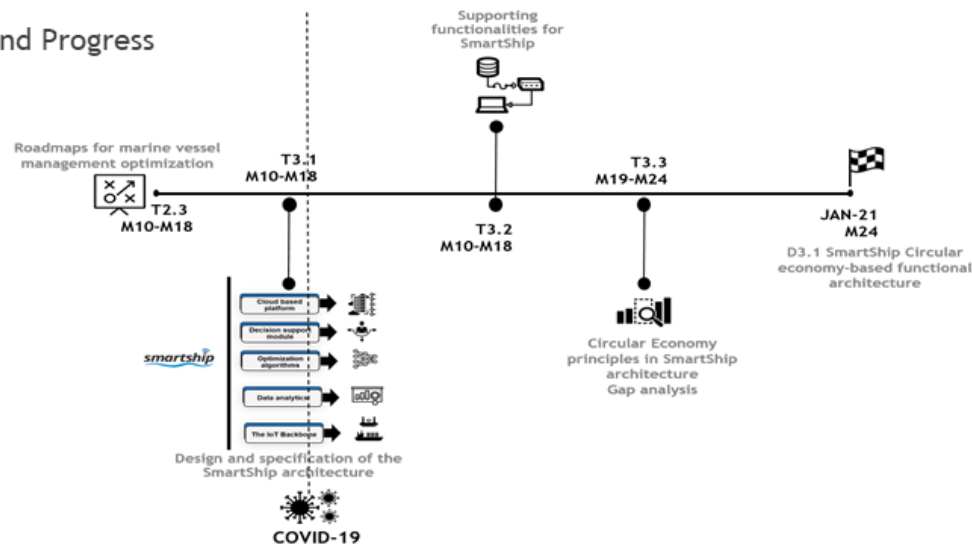 nd Progress
Supporting
functionalities for
SmartShip
Roadmaps for marine vessel
management optimization
T2.3
M10-M18
T3.1
M10-M18
T3.2
M10-M18
T3.3
M19-M24
JAN-21
M24
D3.1 SmartShip Circular
economy-based functional
architecture
smartship
Cloud based
platform
Decision support
module
Optimization
algorithms
Data analytics
The IoT Backbone
Design and specification of the
SmartShip architecture
Circular Economy
principles in SmartShip
architecture
Gap analysis
COVID-19